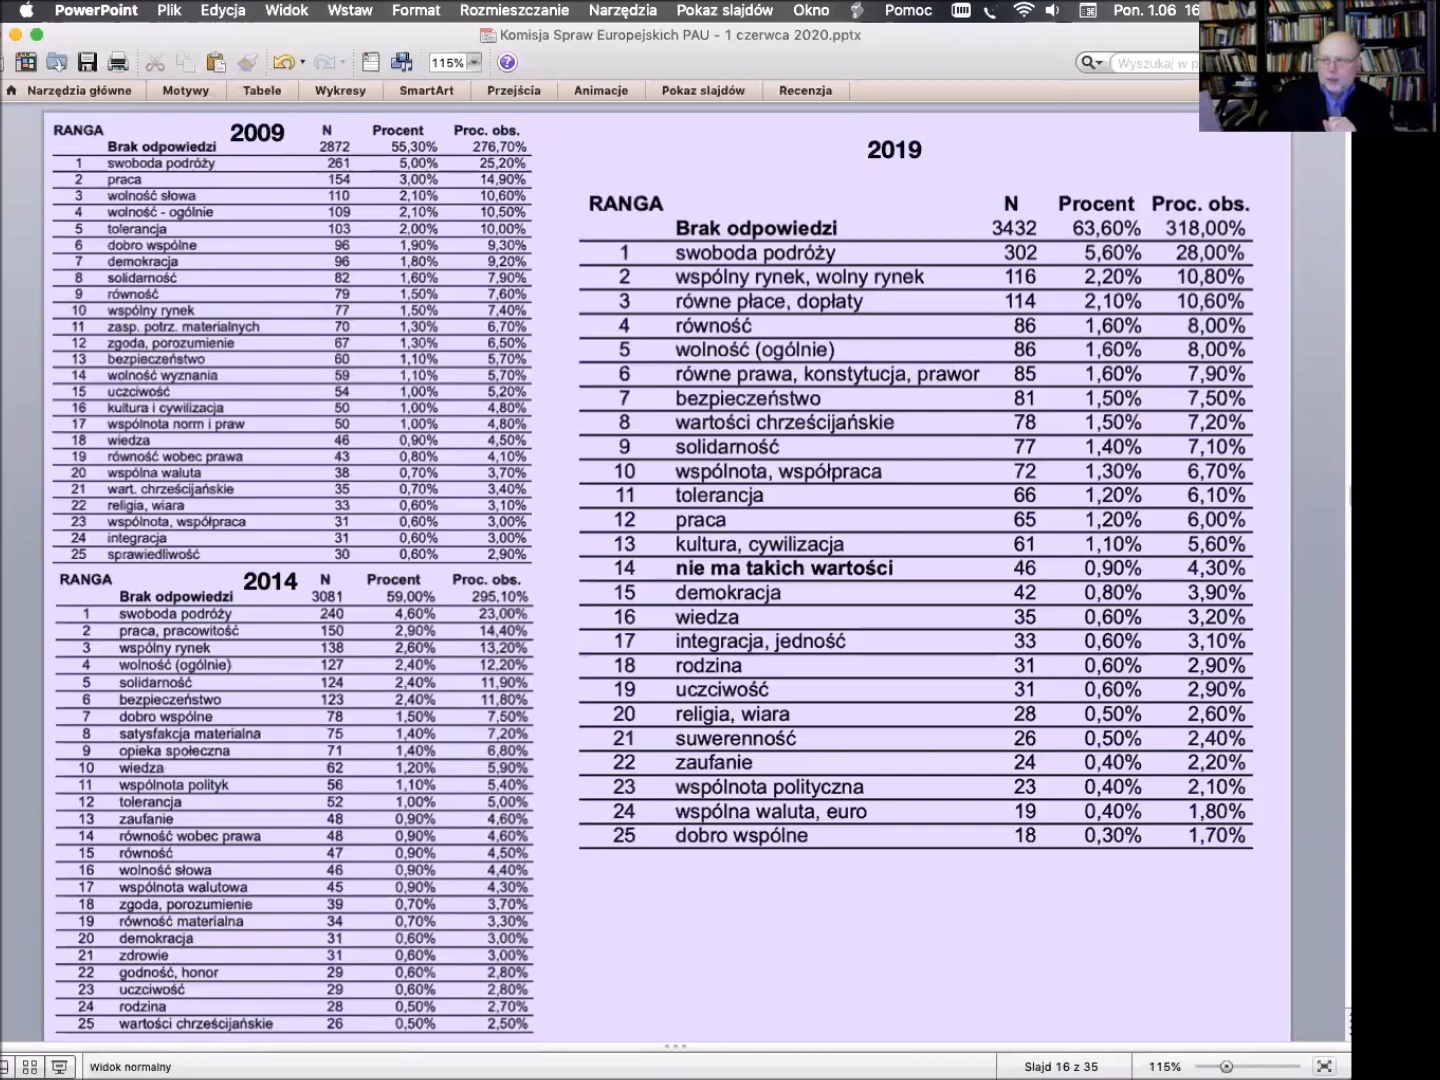 PowerPoint Plik Edycja Widok Wstaw Format Rozmieszczanie Narzędzia Pokaz slajdów Okno Pomoc Pon. 1.06 16
Komisja Spraw Europejskich PAU - 1 czerwca 2020.pptx
115% Wyszukaj w p
Narzędzia główne Motywy Tabele Wykresy SmartArt Przejścia Animacje Pokaz slajdów Recenzja
RANGA 2009 N Procent Proc. obs.
Brak odpowiedzi 2872 55,30% 276,70%
1 swoboda podróży 261 5,00% 25,20%
2 praca 154 3,00% 14,90%
3 wolność słowa 110 2,10% 10,60%
4 wolność - ogólnie 109 2,10% 10,50%
5 tolerancja 103 2,00% 10,00%
6 dobro wspólne 96 1,90% 9,30%
7 demokracja 96 1,80% 9,20%
8 solidarność 82 1,60% 7,90%
9 równość 79 1,50% 7,60%
10 wspólny rynek 77 1,50% 7,40%
11 zasp. potrz. materialnych 70 1,30% 6,70%
12 zgoda, porozumienie 67 1,30% 6,50%
13 bezpieczeństwo 60 1,10% 5,70%
14 wolność wyznania 59 1,10% 5,70%
15 uczciwość 54 1,00% 5,20%
16 kultura i cywilizacja 50 1,00% 4,80%
17 wspólnota norm i praw 50 1,00% 4,80%
18 wiedza 46 0,90% 4,50%
19 równość wobec prawa 43 0,80% 4,10%
20 wspólna waluta 38 0,70% 3,70%
21 wart. chrześcijańskie 35 0,70% 3,40%
22 religia, wiara 33 0,60% 3,10%
23 wspólnota, współpraca 31 0,60% 3,00%
24 integracja 31 0,60% 3,00%
25 sprawiedliwość 30 0,60% 2,90%
RANGA 2014 N Procent Proc. obs.
Brak odpowiedzi 3081 59,00% 295,10%
1 swoboda podróży 240 4,60% 23,00%
2 praca, pracowitość 150 2,90% 14,40%
3 wspólny rynek 138 2,60% 13,20%
4 wolność (ogólnie) 127 2,40% 12,20%
5 solidarność 124 2,40% 11,90%
6 bezpieczeństwo 123 2,40% 11,80%
7 dobro wspólne 78 1,50% 7,50%
8 satysfakcja materialna 75 1,40% 7,20%
9 opieka społeczna 71 1,40% 6,80%
10 wiedza 62 1,20% 5,90%
11 wspólnota polityk 56 1,10% 5,40%
12 tolerancja 52 1,00% 5,00%
13 zaufanie 48 0,90% 4,60%
14 równość wobec prawa 48 0,90% 4,60%
15 równość 47 0,90% 4,50%
16 wolność słowa 46 0,90% 4,40%
17 wspólnota walutowa 45 0,90% 4,30%
18 zgoda, porozumienie 39 0,70% 3,70%
19 równość materialna 34 0,70% 3,30%
20 demokracja 31 0,60% 3,00%
21 zdrowie 31 0,60% 3,00%
22 godność, honor 29 0,60% 2,80%
23 uczciwość 29 0,60% 2,80%
24 rodzina 28 0,50% 2,70%
25 wartości chrześcijańskie 26 0,50% 2,50%
2019
RANGA N Procent Proc. obs.
Brak odpowiedzi 3432 63,60% 318,00%
1 swoboda podróży 302 5,60% 28,00%
2 wspólny rynek, wolny rynek 116 2,20% 10,80%
3 równe płace, dopłaty 114 2,10% 10,60%
4 równość 86 1,60% 8,00%
5 wolność (ogólnie) 86 1,60% 8,00%
6 równe prawa, konstytucja, prawor 85 1,60% 7,90%
7 bezpieczeństwo 81 1,50% 7,50%
8 wartości chrześcijańskie 78 1,50% 7,20%
9 solidarność 77 1,40% 7,10%
10 wspólnota, współpraca 72 1,30% 6,70%
11 tolerancja 66 1,20% 6,10%
12 praca 65 1,20% 6,00%
13 kultura, cywilizacja 61 1,10% 5,60%
14 nie ma takich wartości 46 0,90% 4,30%
15 demokracja 42 0,80% 3,90%
16 wiedza 35 0,60% 3,20%
17 integracja, jedność 33 0,60% 3,10%
18 rodzina 31 0,60% 2,90%
19 uczciwość 31 0,60% 2,90%
20 religia, wiara 28 0,50% 2,60%
21 suwerenność 26 0,50% 2,40%
22 zaufanie 24 0,40% 2,20%
23 wspólnota polityczna 23 0,40% 2,10%
24 wspólna waluta, euro 19 0,40% 1,80%
25 dobro wspólne 18 0,30% 1,70%
Widok normalny Slajd 16 z 35 115%